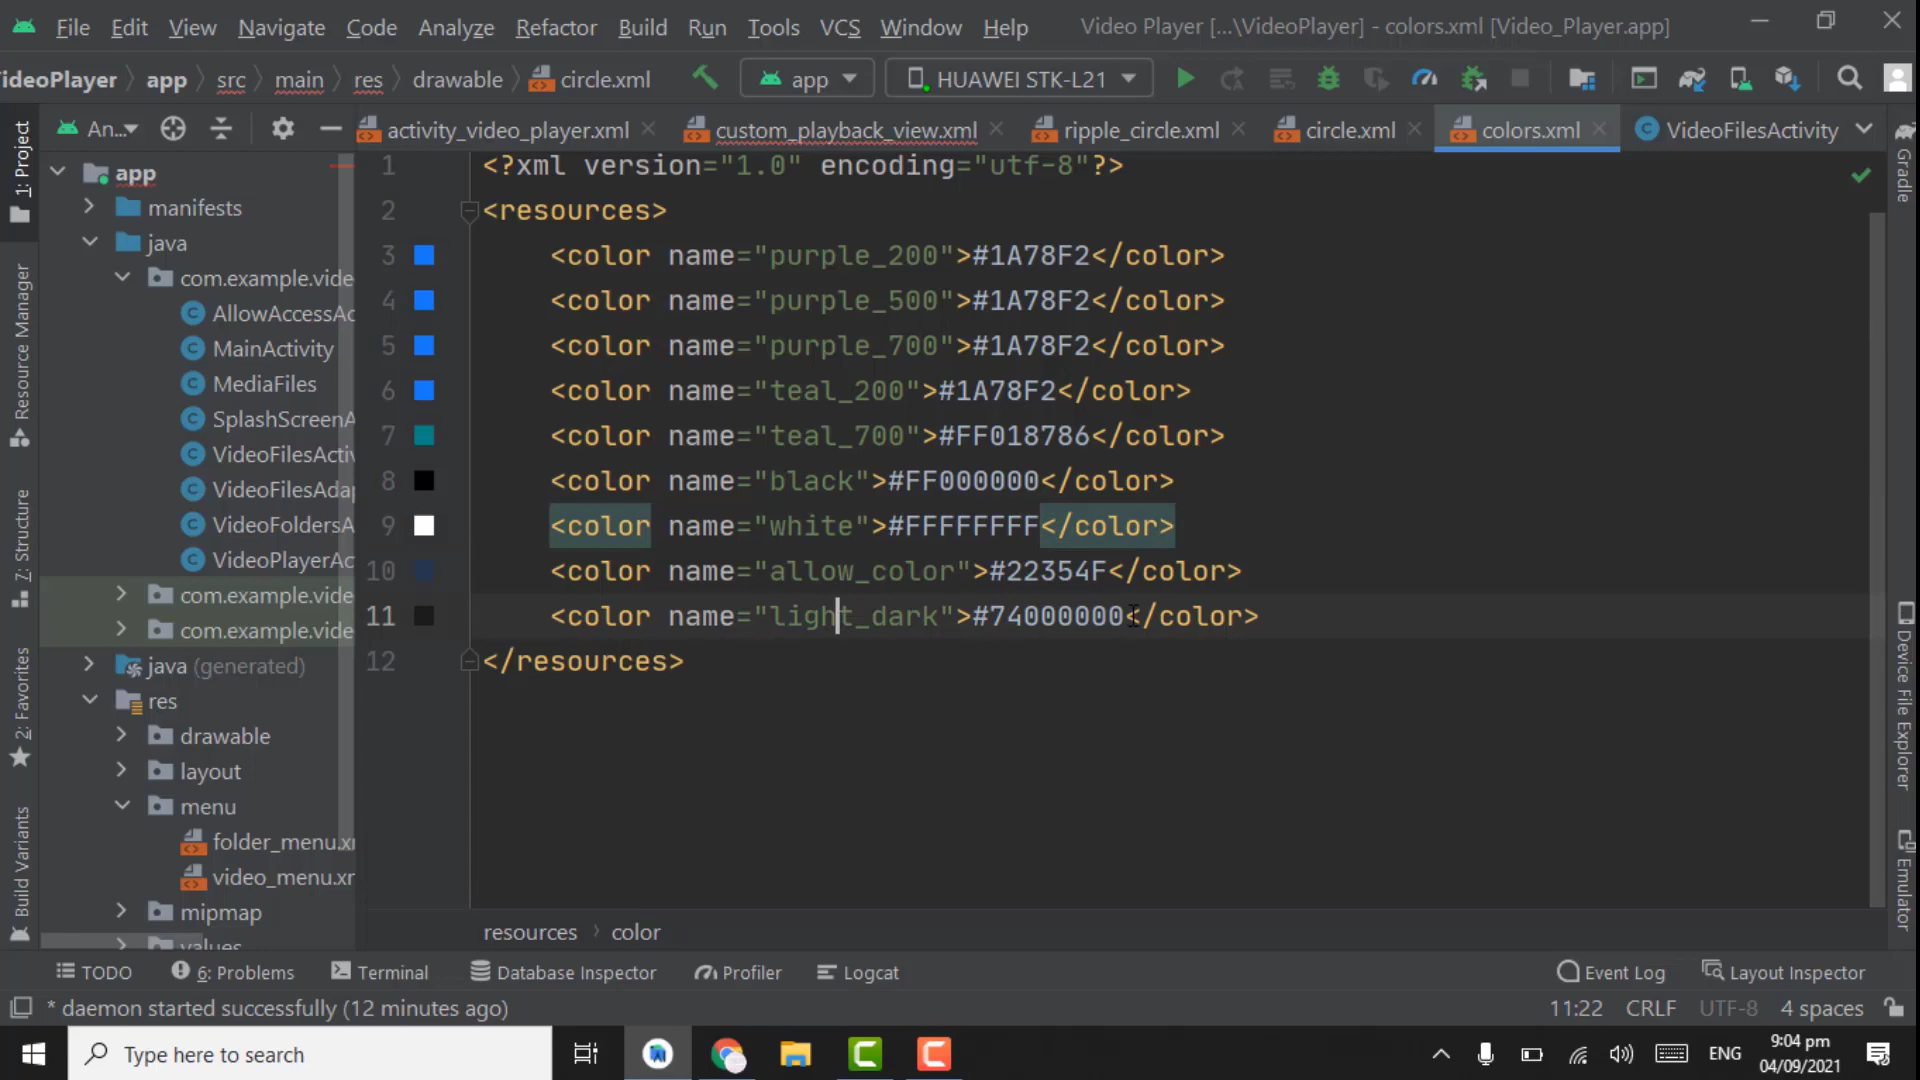 File Edit View Navigate Code Analyze Refactor Build Run Tools VCS Window Help Video Player [...\VideoPlayer] - colors.xml [Video_Player.app]
ideoPlayer app src main res drawable circle.xml app HUAWEI STK-L21
An... activity_video_player.xml custom_playback_view.xml ripple_circle.xml circle.xml colors.xml VideoFilesActivity
1: Project
Resource Manager
7: Structure
2: Favorites
Build Variants
app
manifests
java
com.example.vide
AllowAccessAc
MainActivity
MediaFiles
SplashScreenA
VideoFilesActiv
VideoFilesAdap
VideoFoldersA
VideoPlayerAc
com.example.vide
com.example.vide
java (generated)
res
drawable
layout
menu
folder_menu.xr
video_menu.xr
mipmap
values
1 <?xml version="1.0" encoding="utf-8"?>
2 <resources>
3 <color name="purple_200">#1A78F2</color>
4 <color name="purple_500">#1A78F2</color>
5 <color name="purple_700">#1A78F2</color>
6 <color name="teal_200">#1A78F2</color>
7 <color name="teal_700">#FF018786</color>
8 <color name="black">#FF000000</color>
9 <color name="white">#FFFFFFFF</color>
10 <color name="allow_color">#22354F</color>
11 <color name="light_dark">#74000000</color>
12 </resources>
resources color
Gradle
Device File Explorer
Emulator
TODO 6: Problems Terminal Database Inspector Profiler Logcat Event Log Layout Inspector
* daemon started successfully (12 minutes ago) 11:22 CRLF UTF-8 4 spaces
Type here to search ENG 9:04 pm
04/09/2021